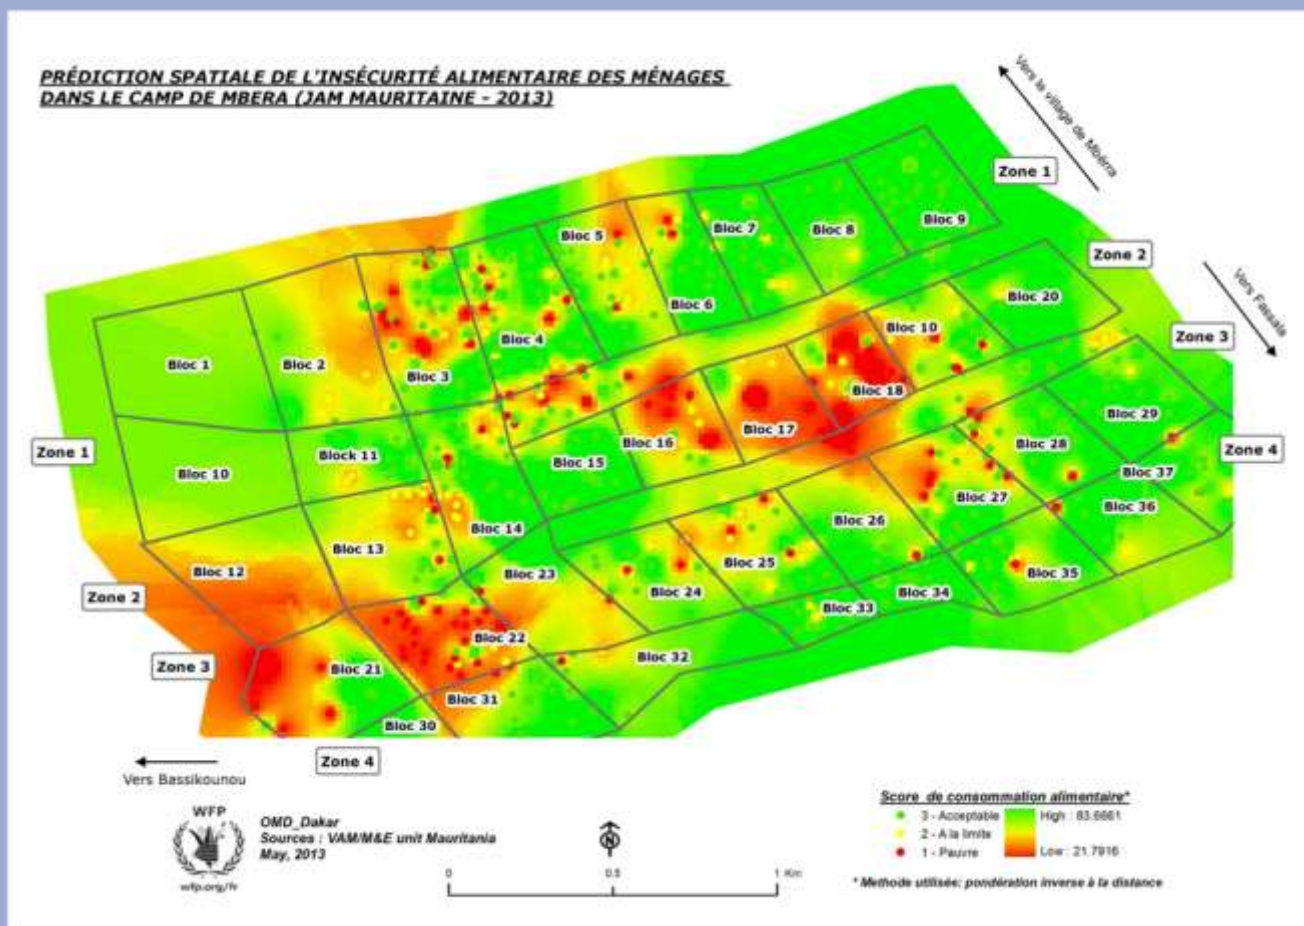 PRÉDICTION SPATIALE DE L'INSÉCURITÉ ALIMENTAIRE DES MÉNAGES
DANS LE CAMP DE MBERA (JAM MAURITAINE - 2013)
Vers le village de Mbérra
Zone 1
Bloc 9
Bloc 8
Bloc 7
Bloc 5
Zone 2
Vers Fassale
Bloc 20
Bloc 6
Bloc 10
Zone 3
Bloc 4
Bloc 1
Bloc 2
Bloc 3
Bloc 18
Bloc 29
Bloc 17
Bloc 16
Bloc 28
Zone 4
Zone 1
Block 11
Bloc 15
Bloc 10
Bloc 37
Bloc 27
Bloc 36
Bloc 14
Bloc 26
Bloc 13
Bloc 25
Bloc 12
Bloc 23
Bloc 35
Bloc 24
Bloc 34
Zone 2
Bloc 33
Bloc 22
Bloc 32
Zone 3
Bloc 21
Bloc 31
Bloc 30
Zone 4
Vers Bassikounou
WFP
wfp.org/fr
OMD_Dakar
Sources : VAM/M&E unit Mauritania
May, 2013
N
0 0.5 1 Km
Score de consommation alimentaire*
3 - Acceptable
2 - A la limite
1 - Pauvre
High : 83.6661
Low : 21.7916
* Methode utilisée: pondération inverse à la distance